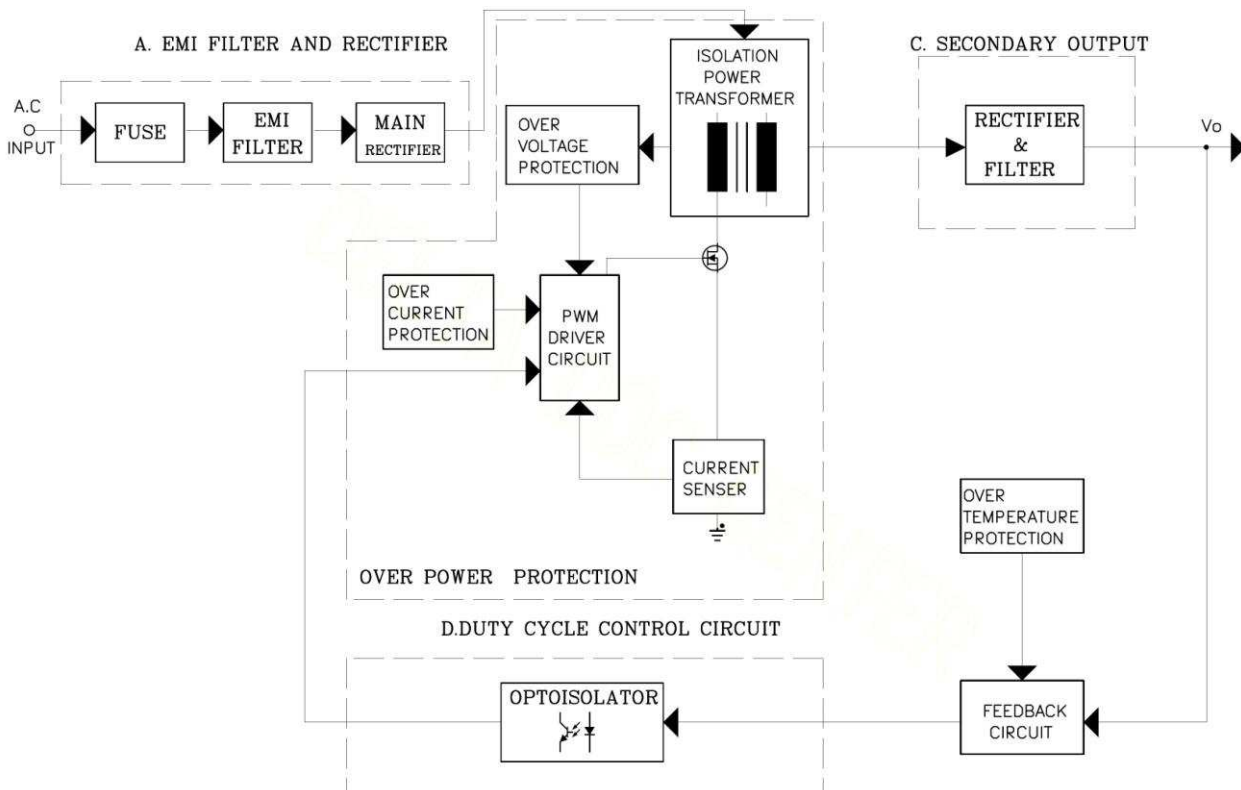 A. EMI FILTER AND RECTIFIER
C. SECONDARY OUTPUT
A.C
INPUT
FUSE
EMI
FILTER
MAIN
RECTIFIER
OVER
VOLTAGE
PROTECTION
ISOLATION
POWER
TRANSFORMER
RECTIFIER
&
FILTER
Vo
OVER
CURRENT
PROTECTION
PWM
DRIVER
CIRCUIT
CURRENT
SENSER
OVER
TEMPERATURE
PROTECTION
OVER POWER PROTECTION
D.DUTY CYCLE CONTROL CIRCUIT
OPTOISOLATOR
FEEDBACK
CIRCUIT